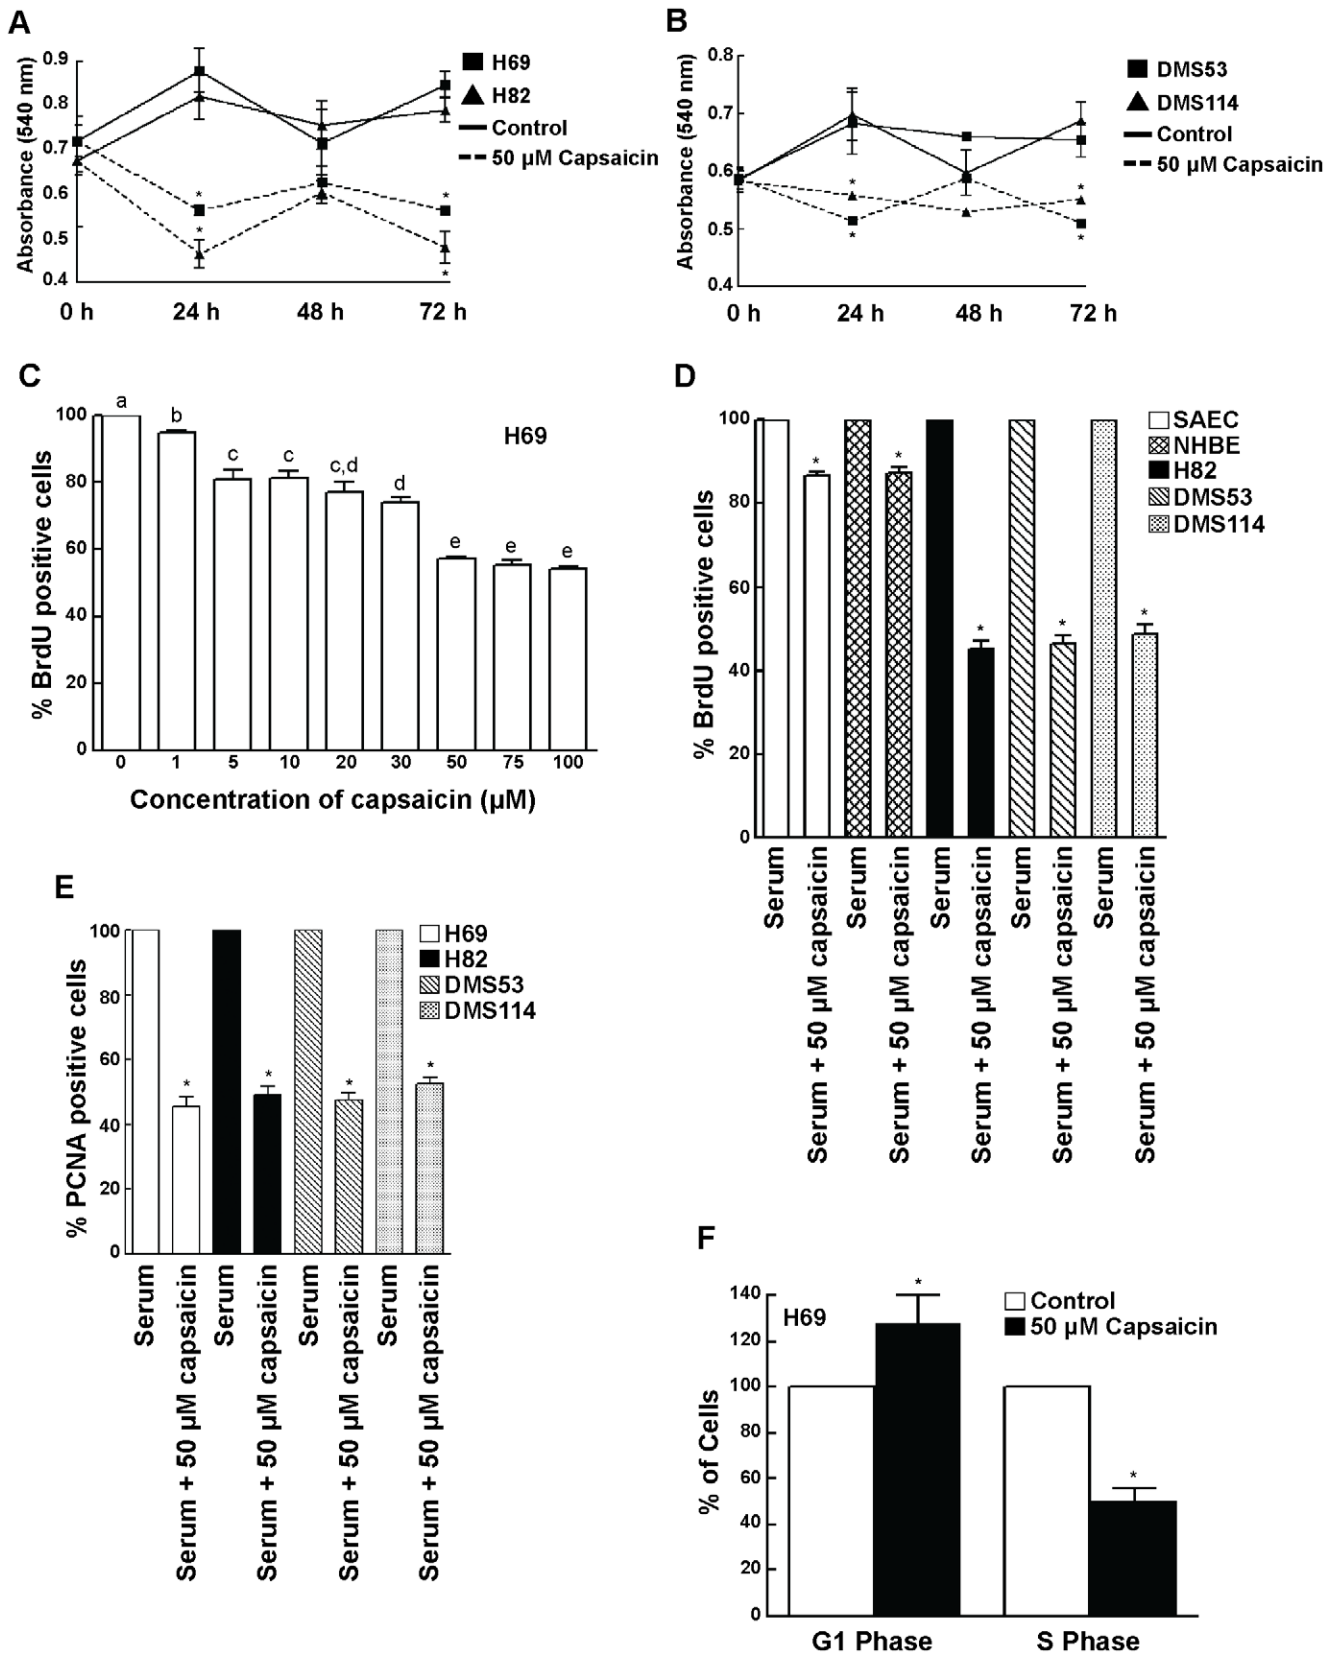 A
Absorbance (540 nm)
0.9
0.8
0.7
0.6
0.5
0.4
0 h
24 h
48 h
72 h
*
*
*
*
H69
H82
Control
50 µM Capsaicin
B
Absorbance (540 nm)
0.8
0.7
0.6
0.5
0.4
0 h
24 h
48 h
72 h
*
*
*
*
DMS53
DMS114
Control
50 µM Capsaicin
C
% BrdU positive cells
100
80
60
40
20
0
a
b
c
c
c,d
d
e
e
e
H69
0 1 5 10 20 30 50 75 100
Concentration of capsaicin (µM)
D
% BrdU positive cells
100
80
60
40
20
0
*
*
*
*
*
SAEC
NHBE
H82
DMS53
DMS114
Serum
Serum + 50 µM capsaicin
Serum
Serum + 50 µM capsaicin
Serum
Serum + 50 µM capsaicin
Serum
Serum + 50 µM capsaicin
Serum
Serum + 50 µM capsaicin
E
% PCNA positive cells
100
80
60
40
20
0
*
*
*
*
H69
H82
DMS53
DMS114
Serum
Serum + 50 µM capsaicin
Serum
Serum + 50 µM capsaicin
Serum
Serum + 50 µM capsaicin
Serum
Serum + 50 µM capsaicin
F
% of Cells
140
120
100
80
60
40
20
0
H69
*
*
Control
50 µM Capsaicin
G1 Phase
S Phase